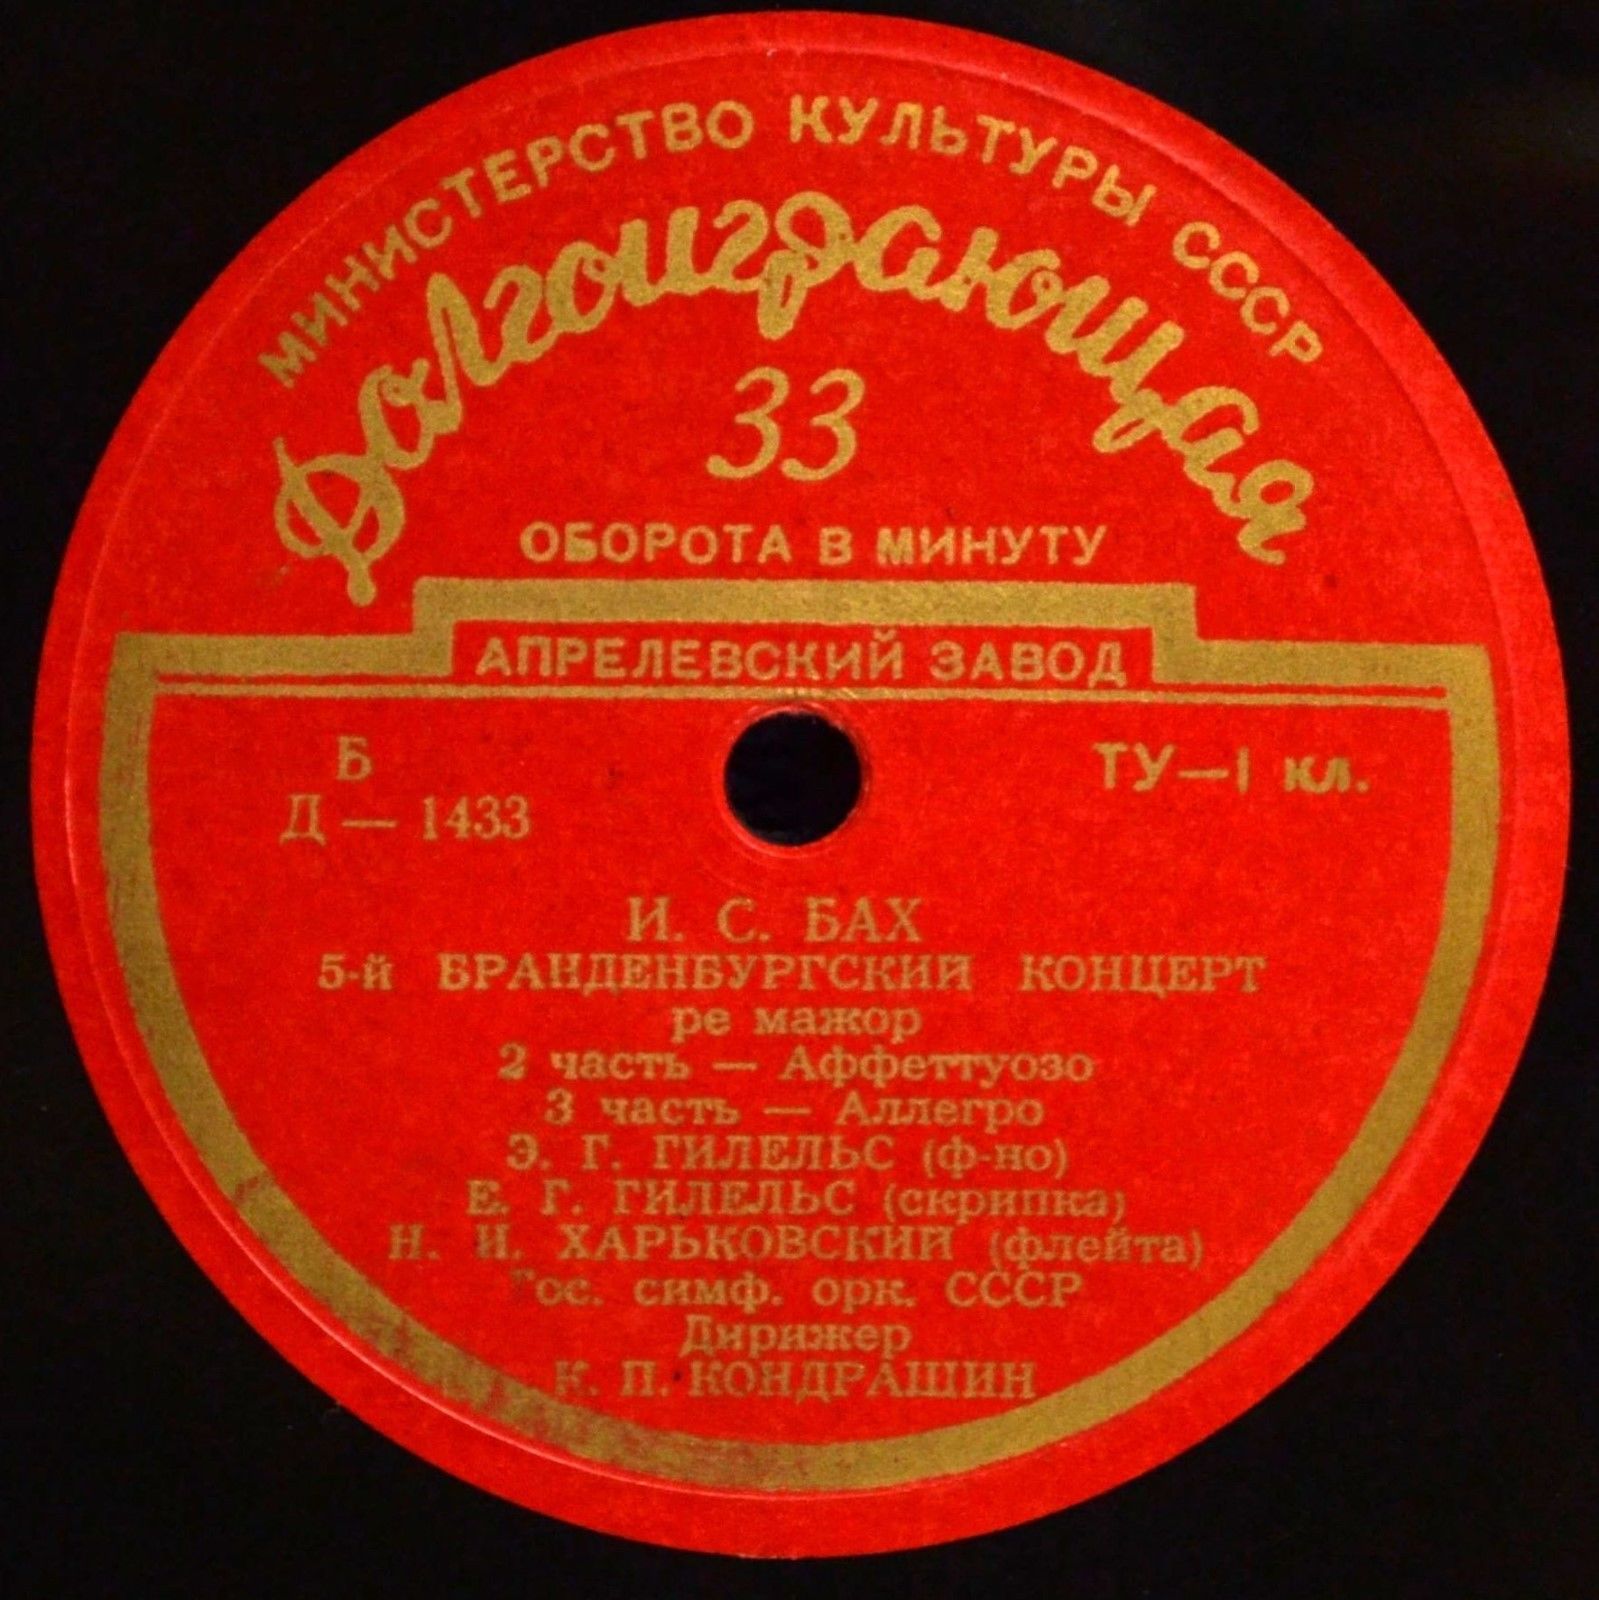 МИНИСТЕРСТВО КУЛЬТУРЫ СССР
Долгоиграющая
33
ОБОРОТА В МИНУТУ
АПРЕЛЕВСКИЙ ЗАВОД
Б
Д — 1433
ТУ—I кл.
И. С. БАХ
5-й БРАНДЕНБУРГСКИЙ КОНЦЕРТ
ре мажор
2 часть — Аффеттуозо
3 часть — Аллегро
Э. Г. ГИЛЕЛЬС (ф-но)
Е. Г. ГИЛЕЛЬС (скрипка)
Н. И. ХАРЬКОВСКИЙ (флейта)
Гос. симф. орк. СССР
Дирижер
К. П. КОНДРАШИН